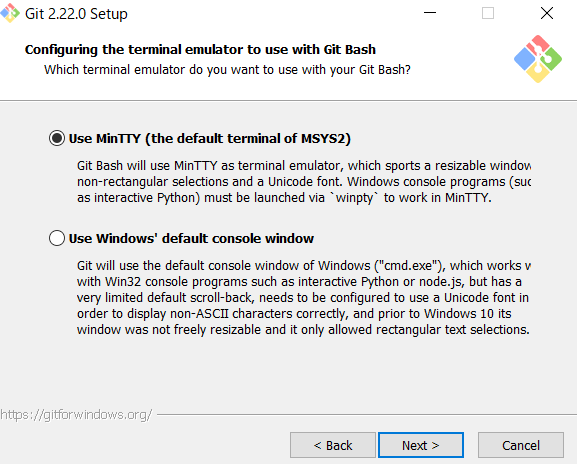 Git 2.22.0 Setup
Configuring the terminal emulator to use with Git Bash
Which terminal emulator do you want to use with your Git Bash?
Use MinTTY (the default terminal of MSYS2)
Git Bash will use MinTTY as terminal emulator, which sports a resizable window
non-rectangular selections and a Unicode font. Windows console programs (suc
as interactive Python) must be launched via `winpty` to work in MinTTY.
Use Windows' default console window
Git will use the default console window of Windows ("cmd.exe"), which works w
with Win32 console programs such as interactive Python or node.js, but has a
very limited default scroll-back, needs to be configured to use a Unicode font in
order to display non-ASCII characters correctly, and prior to Windows 10 its
window was not freely resizable and it only allowed rectangular text selections.
https://gitforwindows.org/
< Back Next > Cancel